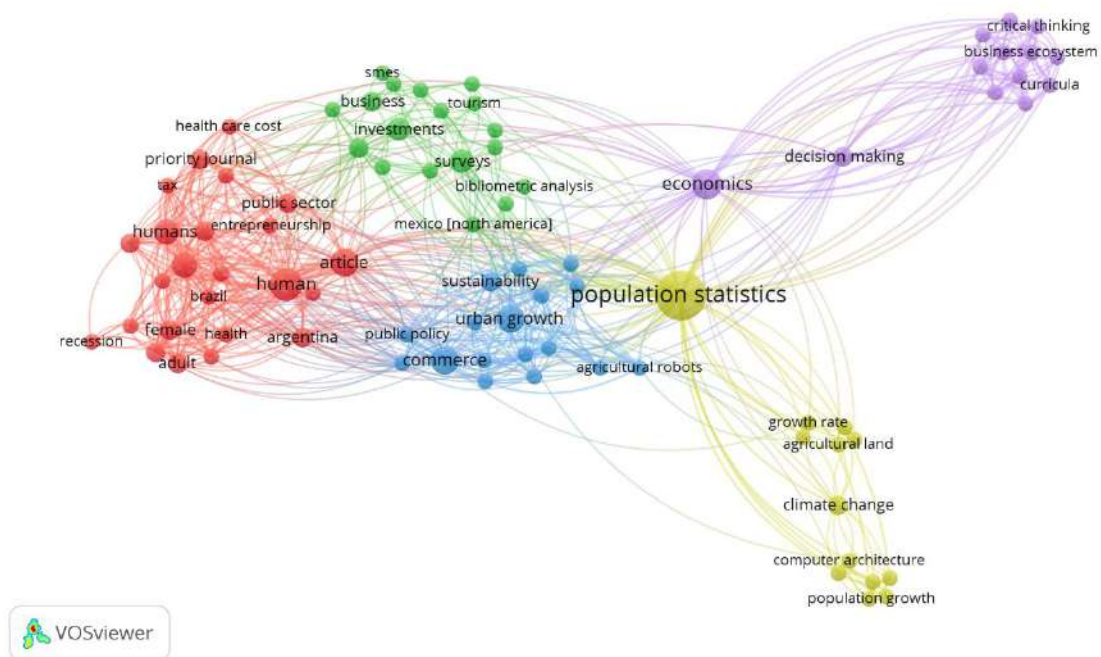 critical thinking
business ecosystem
curricula
smes
business
tourism
health care cost
investments
priority journal
surveys
decision making
tax
bibliometric analysis
economics
public sector
humans
entrepreneurship
mexico [north america]
article
human
sustainability
population statistics
brazil
urban growth
female
health
argentina
public policy
recession
adult
commerce
agricultural robots
growth rate
agricultural land
climate change
computer architecture
population growth
VOSviewer